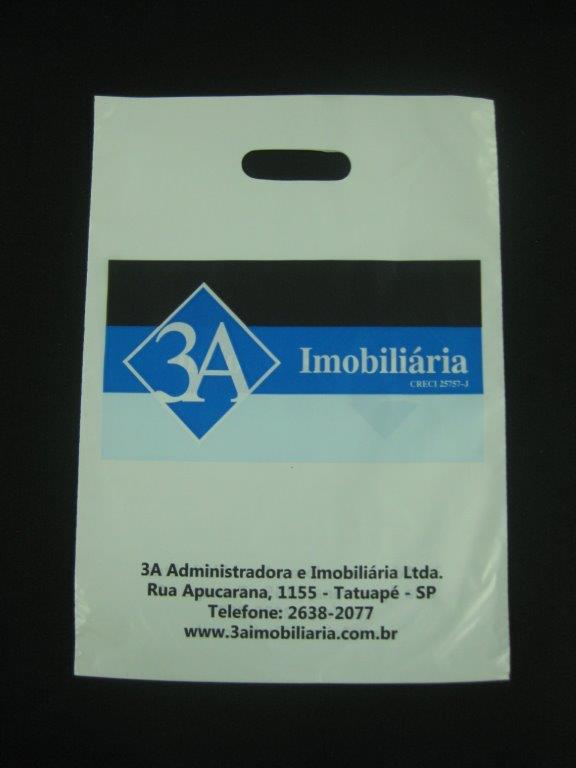 3A
Imobiliária
CRECI 25757-J
3A Administradora e Imobiliária Ltda.
Rua Apucarana, 1155 - Tatuapé - SP
Telefone: 2638-2077
www.3aimobiliaria.com.br